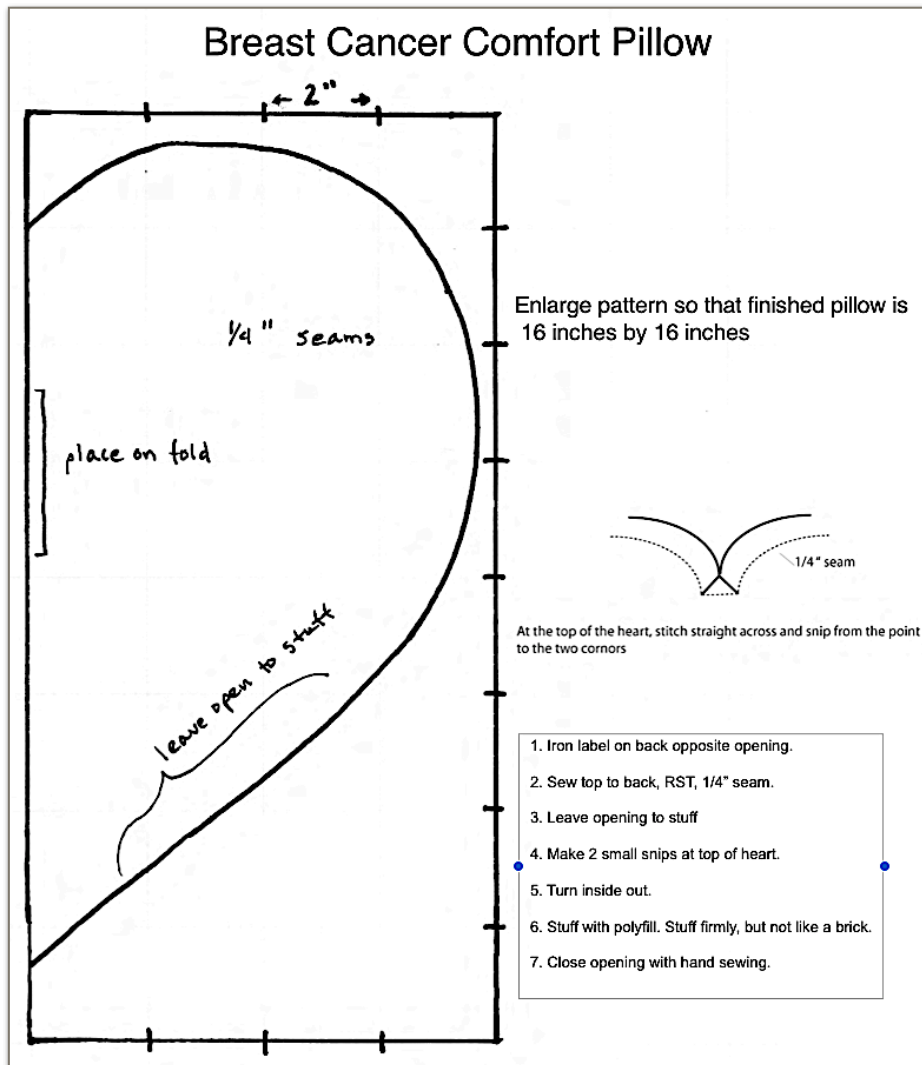 Breast Cancer Comfort Pillow
← 2" →
Enlarge pattern so that finished pillow is
16 inches by 16 inches
1/4" seams
place on fold
1/4" seam
leave open to stuff
At the top of the heart, stitch straight across and snip from the point
to the two cornors
1. Iron label on back opposite opening.
2. Sew top to back, RST, 1/4" seam.
3. Leave opening to stuff
4. Make 2 small snips at top of heart.
5. Turn inside out.
6. Stuff with polyfill. Stuff firmly, but not like a brick.
7. Close opening with hand sewing.